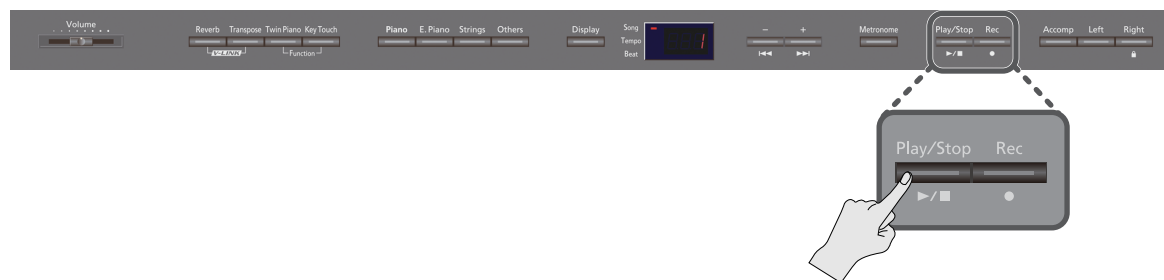 Volume
Reverb Transpose Twin Piano Key Touch
V-LINK
Function
Piano E. Piano Strings Others
Display
Song
Tempo
Beat
1
− +
Metronome
Play/Stop Rec
Accomp Left Right
Play/Stop Rec